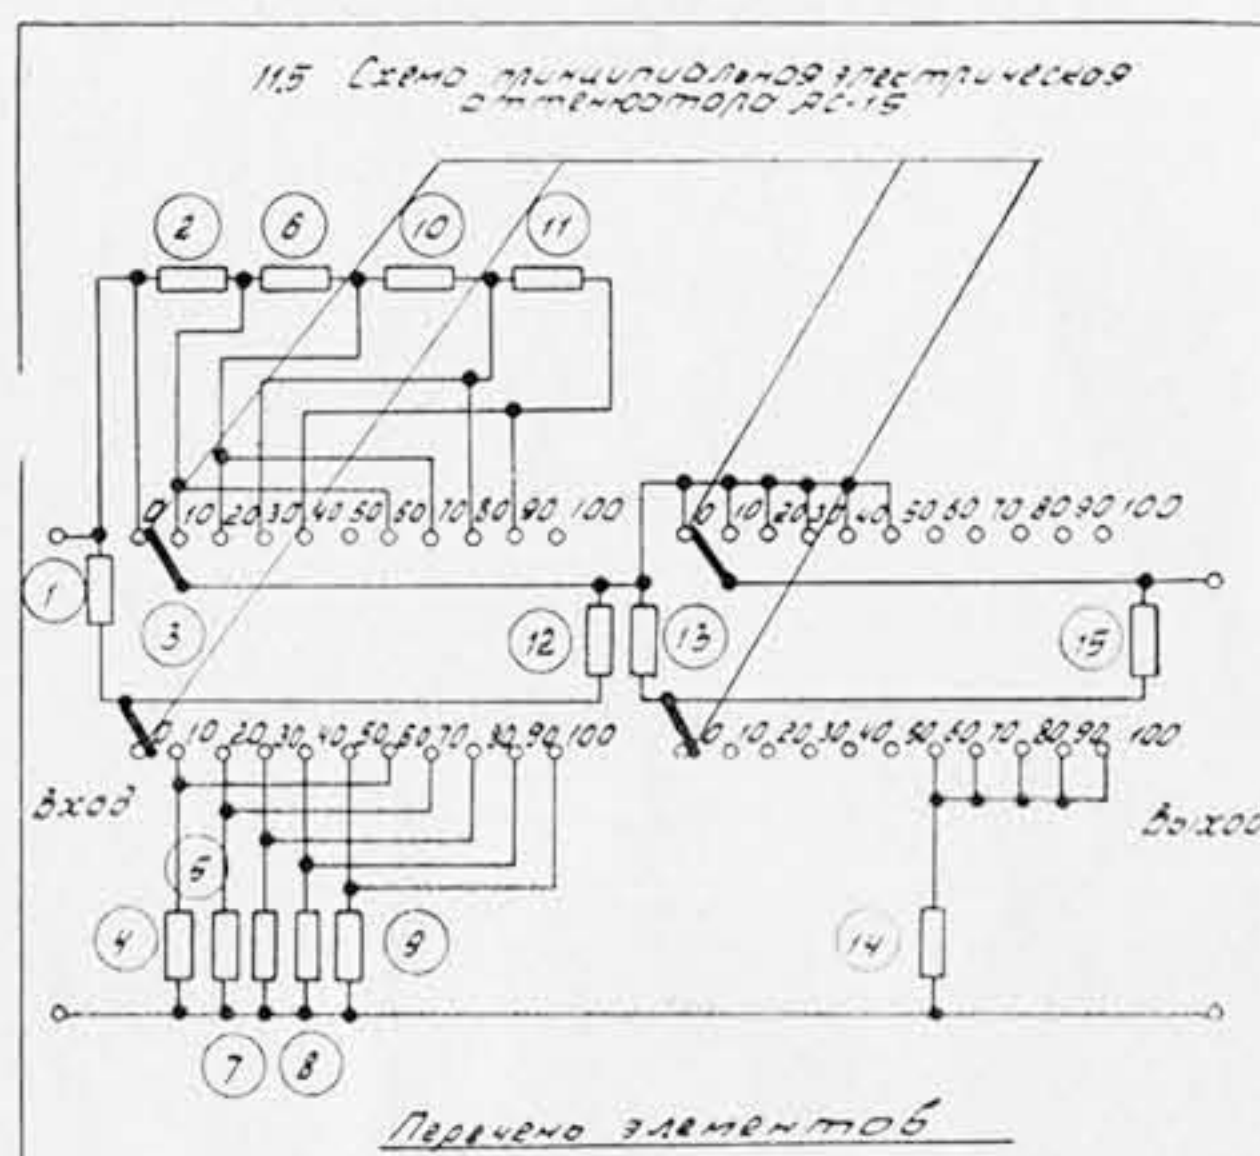 11.5 Схема принципиальная электрическая
аттенюатора АС-15
2 6 10 11
0 10 20 30 40 50 60 70 80 90 100
0 10 20 30 40 50 60 70 80 90 100
1 3 12 13 15
0 10 20 30 40 50 60 70 80 90 100
0 10 20 30 40 50 60 70 80 90 100
Вход
Выход
5
4 9 14
7 8
Перечень элементов